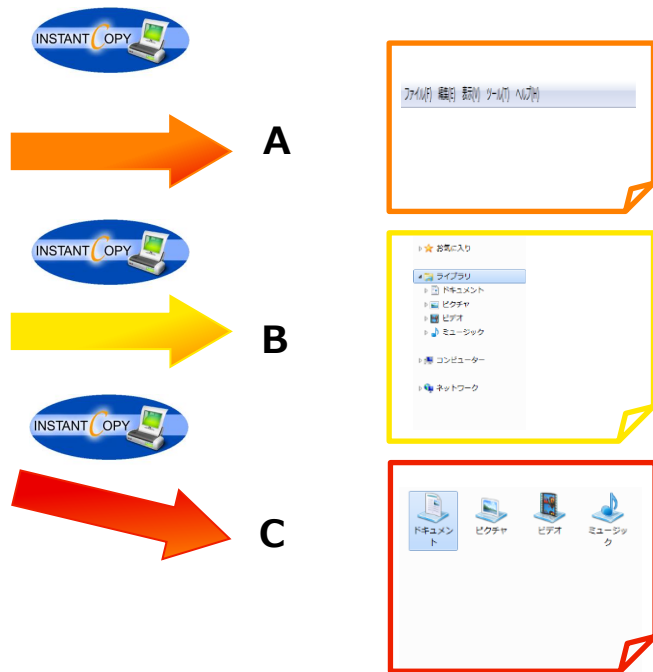 INSTANT COPY
A
ファイル(F) 編集(E) 表示(V) ツール(T) ヘルプ(H)
INSTANT COPY
B
お気に入り
ライブラリ
ドキュメント
ピクチャ
ビデオ
ミュージック
コンピューター
ネットワーク
INSTANT COPY
C
ドキュメン
ト
ピクチャ
ビデオ
ミュージッ
ク